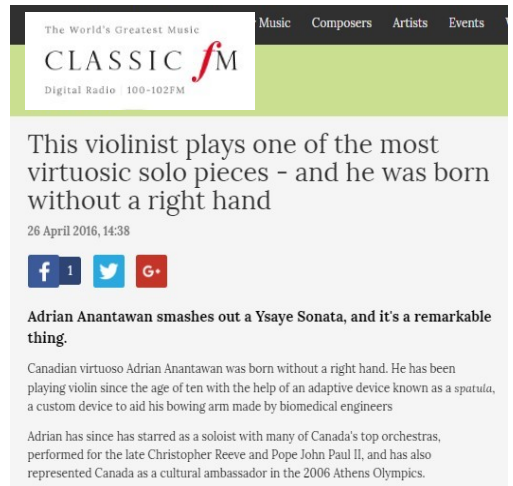 The World's Greatest Music
CLASSIC fM
Digital Radio | 100-102FM
Music Composers Artists Events
This violinist plays one of the most
virtuosic solo pieces - and he was born
without a right hand
26 April 2016, 14:38
f 1 G+
Adrian Anantawan smashes out a Ysaye Sonata, and it's a remarkable
thing.
Canadian virtuoso Adrian Anantawan was born without a right hand. He has been
playing violin since the age of ten with the help of an adaptive device known as a spatula,
a custom device to aid his bowing arm made by biomedical engineers
Adrian has since has starred as a soloist with many of Canada's top orchestras,
performed for the late Christopher Reeve and Pope John Paul II, and has also
represented Canada as a cultural ambassador in the 2006 Athens Olympics.